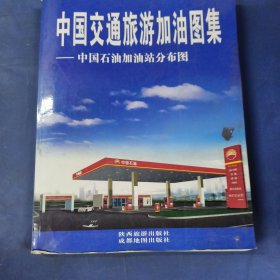 中国交通旅游加油图集
——中国石油加油站分布图
中国石油
陕西旅游出版社
成都地图出版社